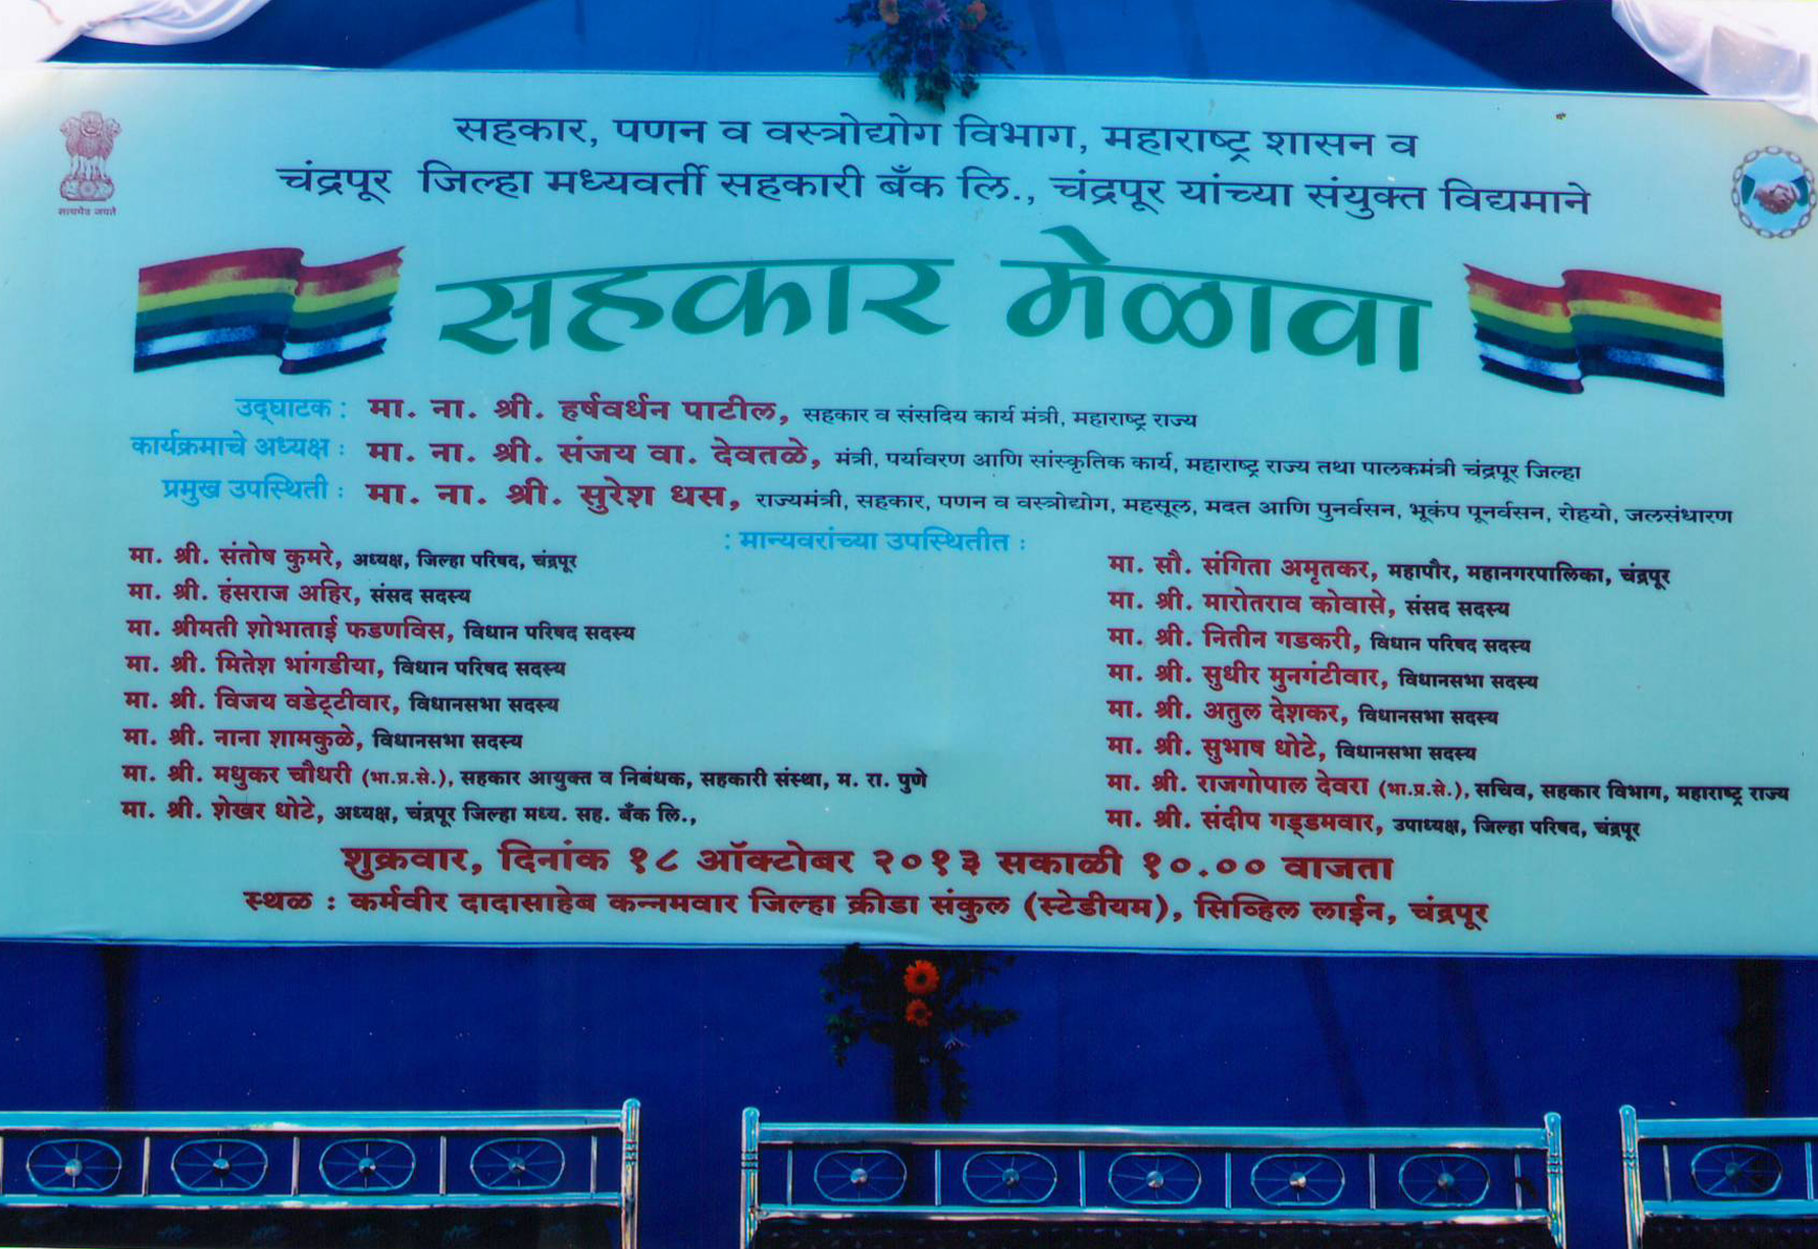 सहकार, पणन व वस्त्रोद्योग विभाग, महाराष्ट्र शासन व
चंद्रपूर जिल्हा मध्यवर्ती सहकारी बँक लि., चंद्रपूर यांच्या संयुक्त विद्यमाने
सत्यमेव जयते
सहकार मेळावा
उद्‌घाटक : मा. ना. श्री. हर्षवर्धन पाटील, सहकार व संसदिय कार्य मंत्री, महाराष्ट्र राज्य
कार्यक्रमाचे अध्यक्ष : मा. ना. श्री. संजय वा. देवतळे, मंत्री, पर्यावरण आणि सांस्कृतिक कार्य, महाराष्ट्र राज्य तथा पालकमंत्री चंद्रपूर जिल्हा
प्रमुख उपस्थिती : मा. ना. श्री. सुरेश धस, राज्यमंत्री, सहकार, पणन व वस्त्रोद्योग, महसूल, मदत आणि पुनर्वसन, भूकंप पूनर्वसन, रोहयो, जलसंधारण
: मान्यवरांच्या उपस्थितीत :
मा. श्री. संतोष कुमरे, अध्यक्ष, जिल्हा परिषद, चंद्रपूर
मा. श्री. हंसराज अहिर, संसद सदस्य
मा. श्रीमती शोभाताई फडणविस, विधान परिषद सदस्य
मा. श्री. मितेश भांगडीया, विधान परिषद सदस्य
मा. श्री. विजय वडेट्‌टीवार, विधानसभा सदस्य
मा. श्री. नाना शामकुळे, विधानसभा सदस्य
मा. श्री. मधुकर चौधरी (भा.प्र.से.), सहकार आयुक्त व निबंधक, सहकारी संस्था, म. रा. पुणे
मा. श्री. शेखर धोटे, अध्यक्ष, चंद्रपूर जिल्हा मध्य. सह. बँक लि.,
मा. सौ. संगिता अमृतकर, महापौर, महानगरपालिका, चंद्रपूर
मा. श्री. मारोतराव कोवासे, संसद सदस्य
मा. श्री. नितीन गडकरी, विधान परिषद सदस्य
मा. श्री. सुधीर मुनगंटीवार, विधानसभा सदस्य
मा. श्री. अतुल देशकर, विधानसभा सदस्य
मा. श्री. सुभाष धोटे, विधानसभा सदस्य
मा. श्री. राजगोपाल देवरा (भा.प्र.से.), सचिव, सहकार विभाग, महाराष्ट्र राज्य
मा. श्री. संदीप गड्‌डमवार, उपाध्यक्ष, जिल्हा परिषद, चंद्रपूर
शुक्रवार, दिनांक १८ ऑक्टोबर २०१३ सकाळी १०.०० वाजता
स्थळ : कर्मवीर दादासाहेब कन्नमवार जिल्हा क्रीडा संकुल (स्टेडीयम), सिव्हिल लाईन, चंद्रपूर